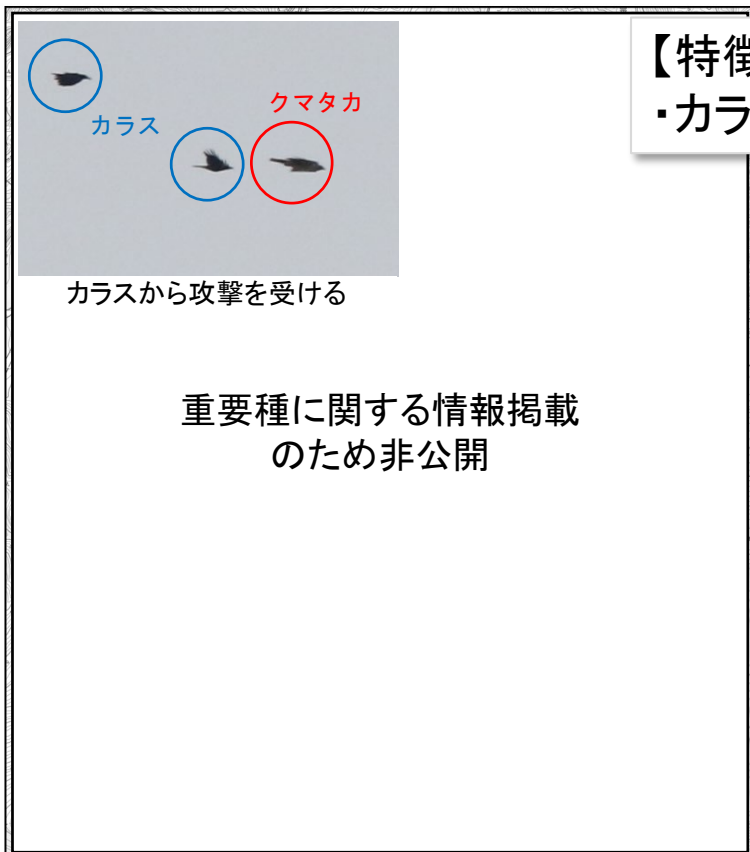 【特徴
・カラ
クマタカ
カラス
カラスから攻撃を受ける
重要種に関する情報掲載
のため非公開